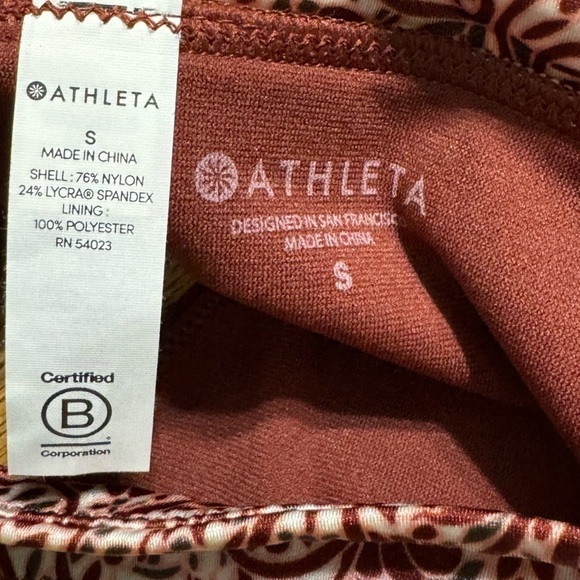 ATHLETA
S
MADE IN CHINA
SHELL : 76% NYLON
24% LYCRA® SPANDEX
LINING :
100% POLYESTER
RN 54023
Certified
B
Corporation
ATHLETA
DESIGNED IN SAN FRANCISC
MADE IN CHINA
S